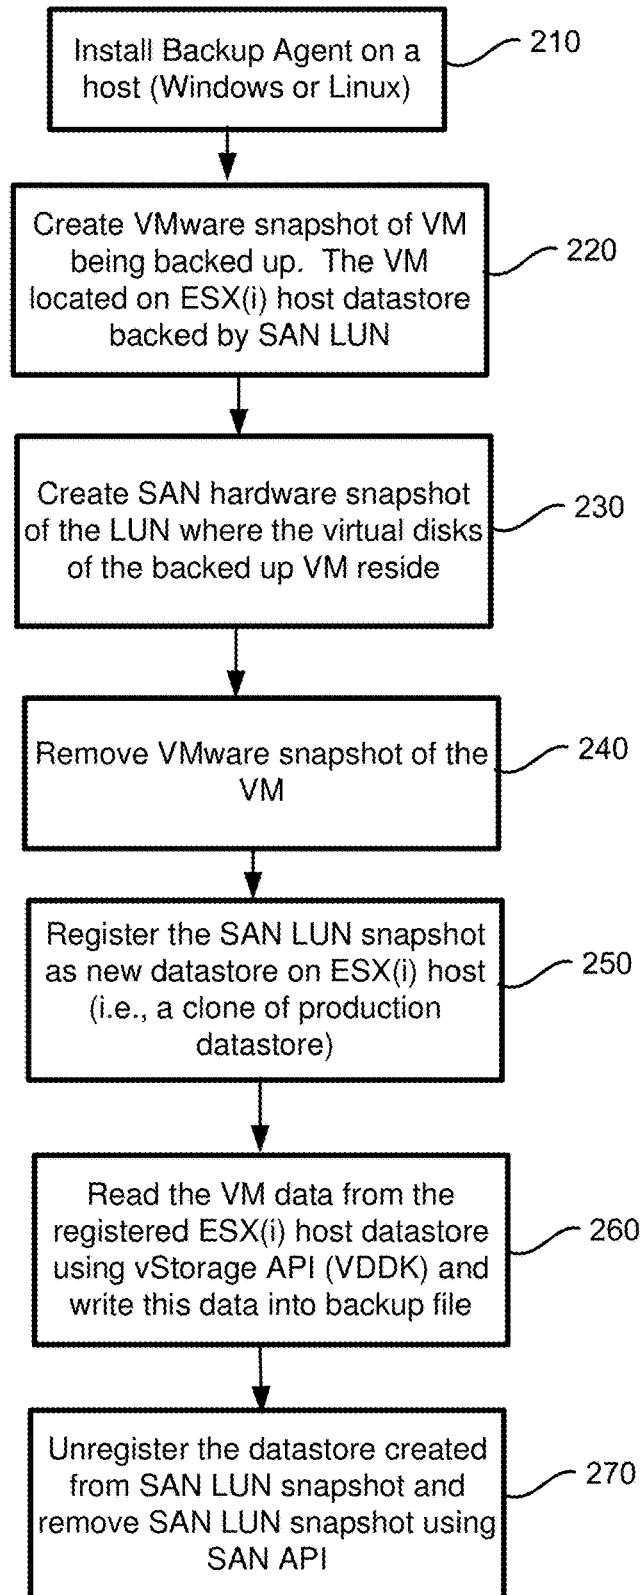 Install Backup Agent on a
host (Windows or Linux)
210
Create VMware snapshot of VM
being backed up. The VM
located on ESX(i) host datastore
backed by SAN LUN
220
Create SAN hardware snapshot
of the LUN where the virtual disks
of the backed up VM reside
230
Remove VMware snapshot of the
VM
240
Register the SAN LUN snapshot
as new datastore on ESX(i) host
(i.e., a clone of production
datastore)
250
Read the VM data from the
registered ESX(i) host datastore
using vStorage API (VDDK) and
write this data into backup file
260
Unregister the datastore created
from SAN LUN snapshot and
remove SAN LUN snapshot using
SAN API
270